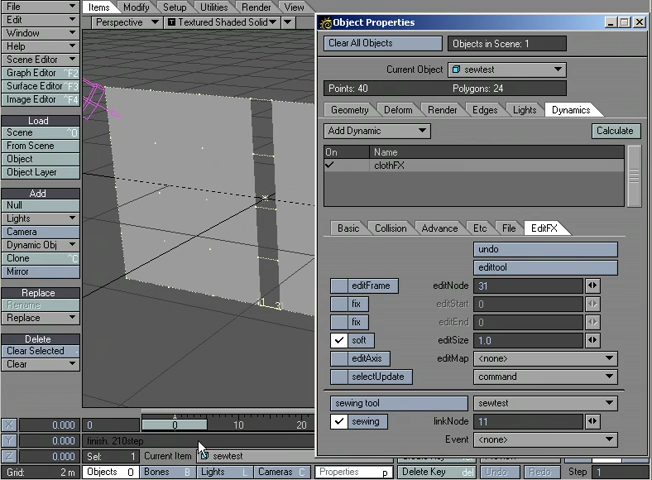 File
Edit
Window
Help
Scene Editor
Graph Editor ^F2
Surface Editor F3
Image Editor ^F4
Load
Scene ^O
From Scene
Object
Object Layer
Add
Null
Lights
Camera
Dynamic Obj
Clone ^C
Mirror
Replace
Rename
Replace
Delete
Clear Selected
Clear
Items Modify Setup Utilities Render View
Perspective T Textured Shaded Solid
Object Properties
Clear All Objects Objects in Scene: 1
Current Object sewtest
Points: 40 Polygons: 24
Geometry Deform Render Edges Lights Dynamics
Add Dynamic Calculate
On Name
clothFX
Basic Collision Advance Etc File EditFX
undo
edittool
editFrame editNode 31
fix editStart 0
fix editEnd 0
soft editSize 1.0
editAxis editMap <none>
selectUpdate command
sewing tool sewtest
sewing linkNode 11
Event <none>
X 0.000 0 0 10 20
Y 0.000 finish. 210step
Z 0.000 Sel: 1 Current Item sewtest
Grid: 2 m Objects O Bones B Lights L Cameras C Properties p Delete Key del Undo Redo Step 1